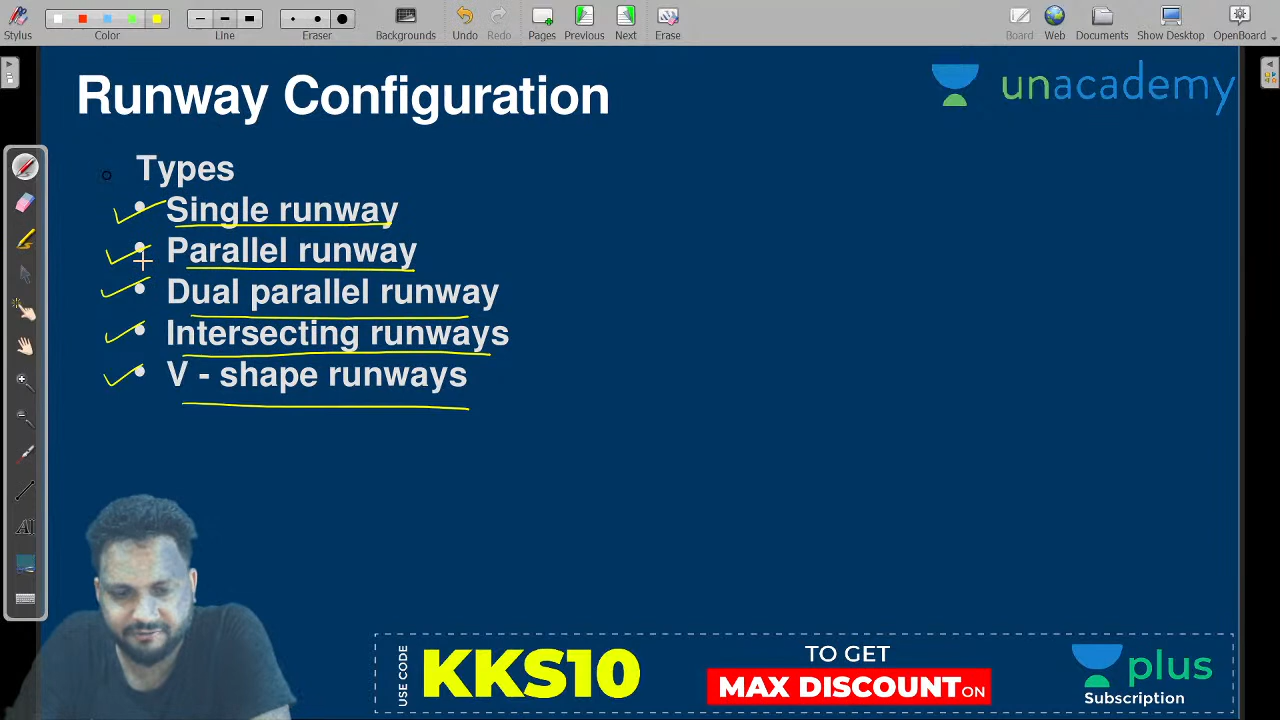 Stylus
Color
Line
Eraser
Backgrounds
Undo
Redo
Pages
Previous
Next
Erase
Board
Web
Documents
Show Desktop
OpenBoard
Runway Configuration
unacademy
Types
• Single runway
• Parallel runway
• Dual parallel runway
• Intersecting runways
• V - shape runways
AI
USE CODE
KKS10
TO GET
MAX DISCOUNT ON
plus
Subscription